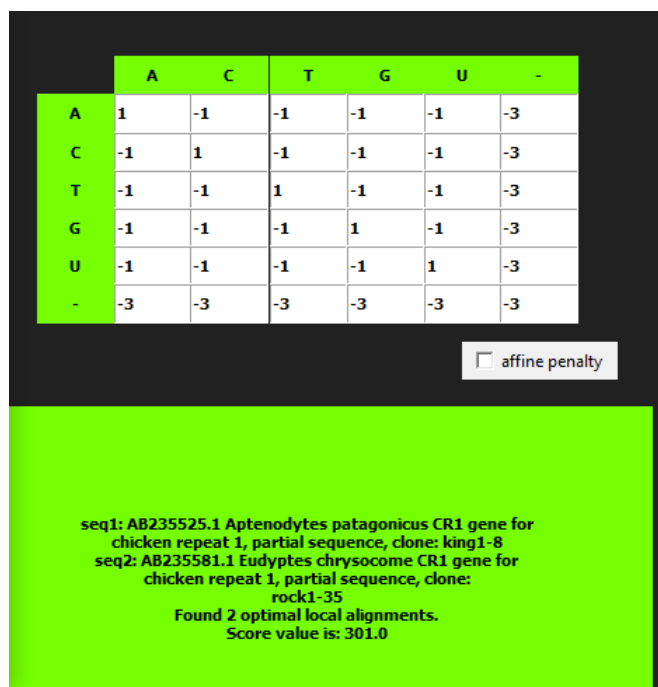 A C T G U -
A 1 -1 -1 -1 -1 -3
C -1 1 -1 -1 -1 -3
T -1 -1 1 -1 -1 -3
G -1 -1 -1 1 -1 -3
U -1 -1 -1 -1 1 -3
- -3 -3 -3 -3 -3 -3
affine penalty
seq1: AB235525.1 Aptenodytes patagonicus CR1 gene for
chicken repeat 1, partial sequence, clone: king1-8
seq2: AB235581.1 Eudyptes chrysocome CR1 gene for
chicken repeat 1, partial sequence, clone:
rock1-35
Found 2 optimal local alignments.
Score value is: 301.0